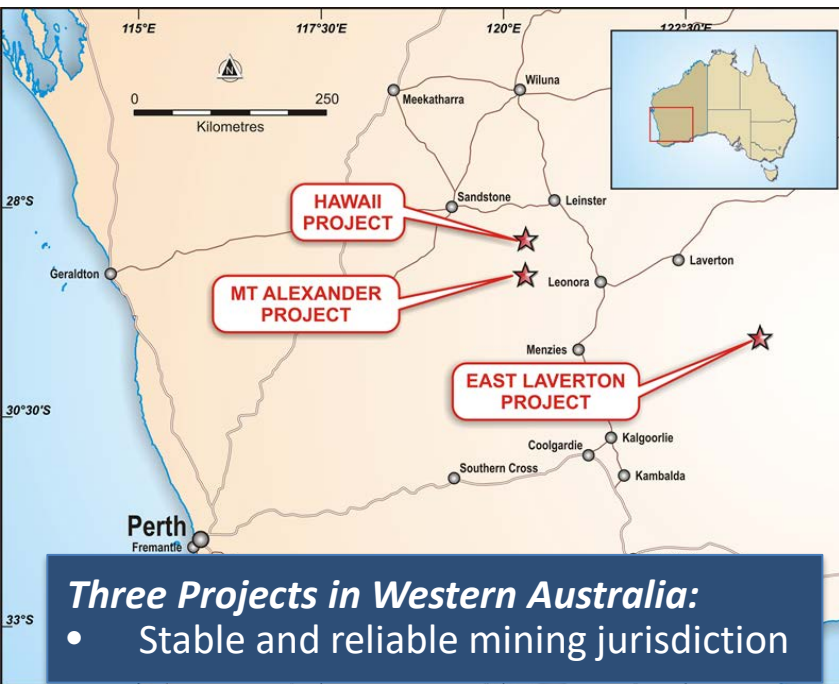 115°E
117°30'E
120°E
122°30'E
N
0
250
Kilometres
Meekatharra
Wiluna
28°S
HAWAII
PROJECT
Sandstone
Leinster
Geraldton
MT ALEXANDER
PROJECT
Leonora
Laverton
Menzies
EAST LAVERTON
PROJECT
30°30'S
Coolgardie
Kalgoorlie
Southern Cross
Kambalda
Perth
Fremantle
Three Projects in Western Australia:
• Stable and reliable mining jurisdiction
33°S